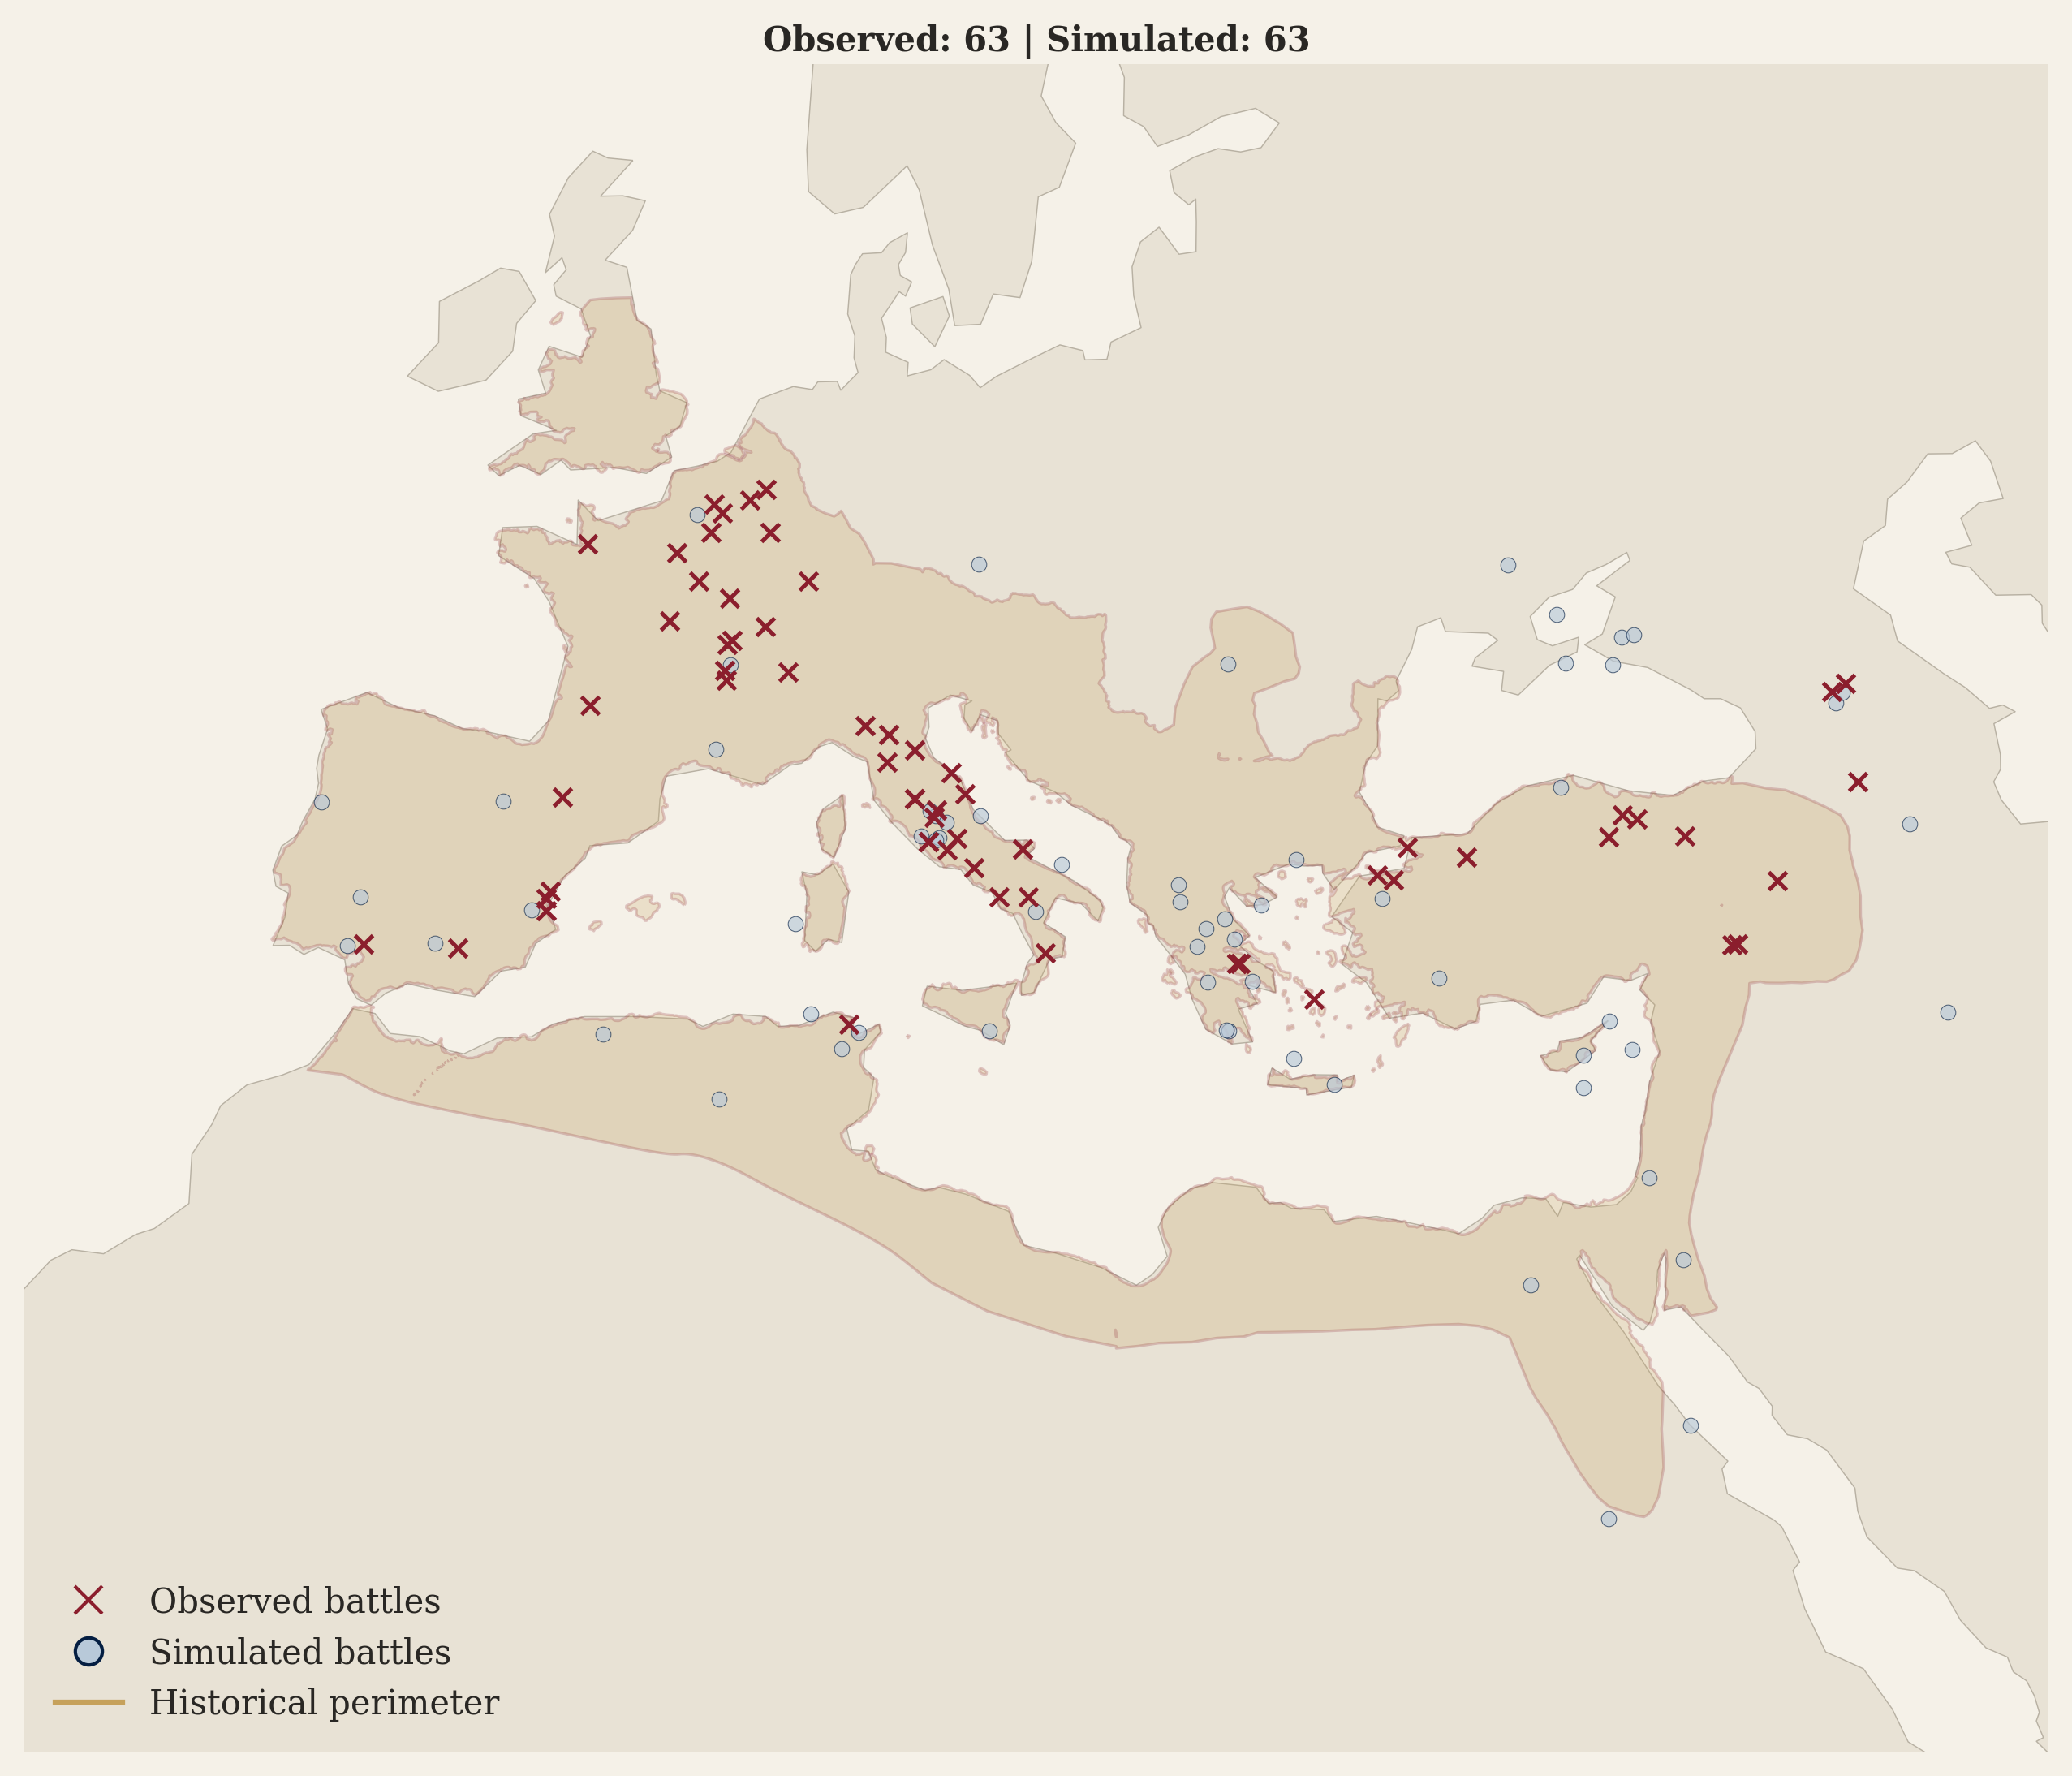 Observed: 63 | Simulated: 63
Observed battles
Simulated battles
Historical perimeter